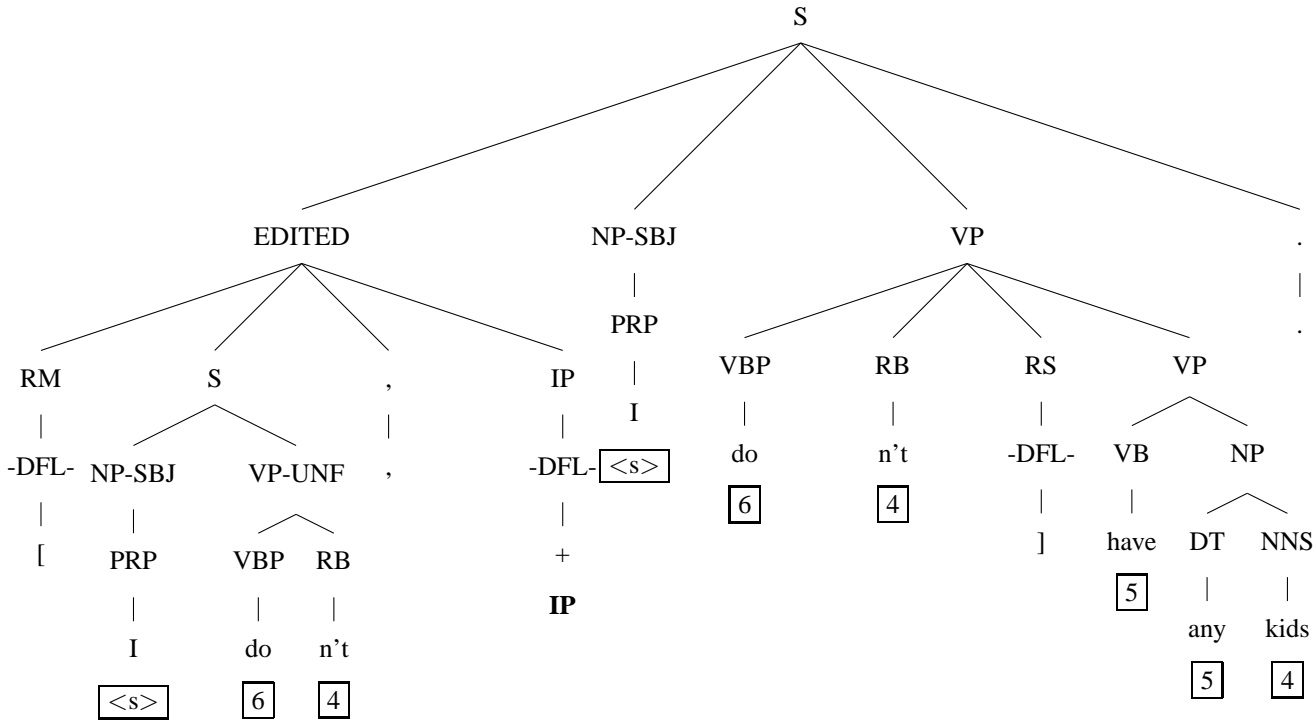 S
EDITED NP-SBJ VP .
PRP .
RM S , IP VBP RB RS VP
I
-DFL- NP-SBJ VP-UNF , -DFL- <s> do n't -DFL- VB NP
6 4
[ PRP VBP RB + ] have DT NNS
IP 5
I do n't any kids
<s> 6 4 5 4